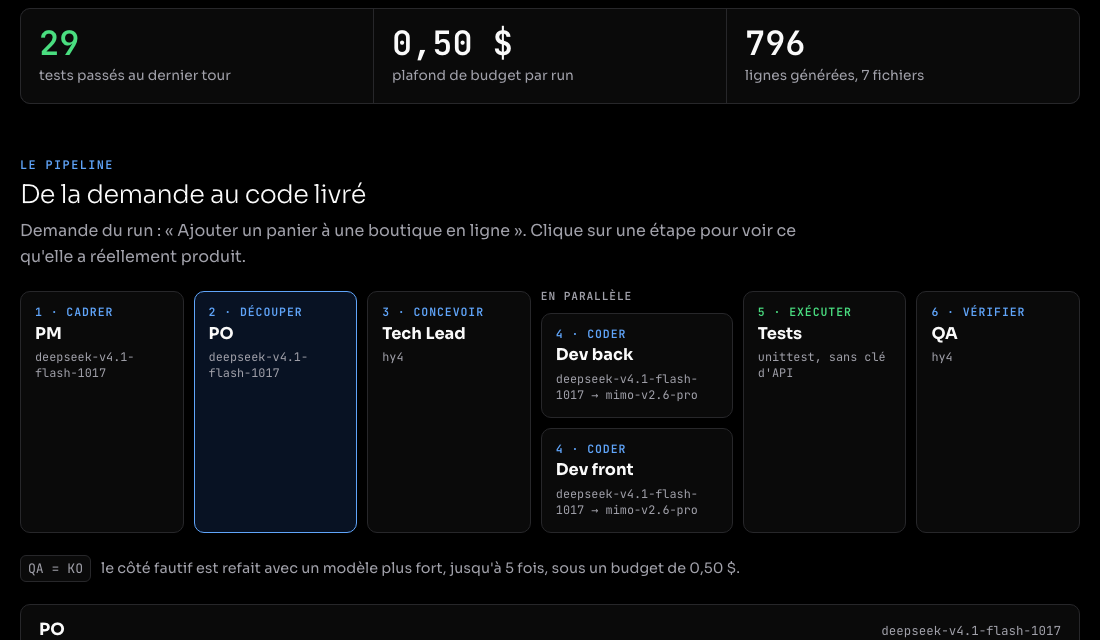 29
tests passés au dernier tour
0,50 $
plafond de budget par run
796
lignes générées, 7 fichiers
LE PIPELINE
De la demande au code livré
Demande du run : « Ajouter un panier à une boutique en ligne ». Clique sur une étape pour voir ce
qu'elle a réellement produit.
1 · CADRER
PM
deepseek-v4.1-
flash-1017
2 · DÉCOUPER
PO
deepseek-v4.1-
flash-1017
3 · CONCEVOIR
Tech Lead
hy4
EN PARALLÈLE
4 · CODER
Dev back
deepseek-v4.1-flash-
1017 → mimo-v2.6-pro
4 · CODER
Dev front
deepseek-v4.1-flash-
1017 → mimo-v2.6-pro
5 · EXÉCUTER
Tests
unittest, sans clé
d'API
6 · VÉRIFIER
QA
hy4
QA = KO le côté fautif est refait avec un modèle plus fort, jusqu'à 5 fois, sous un budget de 0,50 $.
PO
deepseek-v4.1-flash-1017